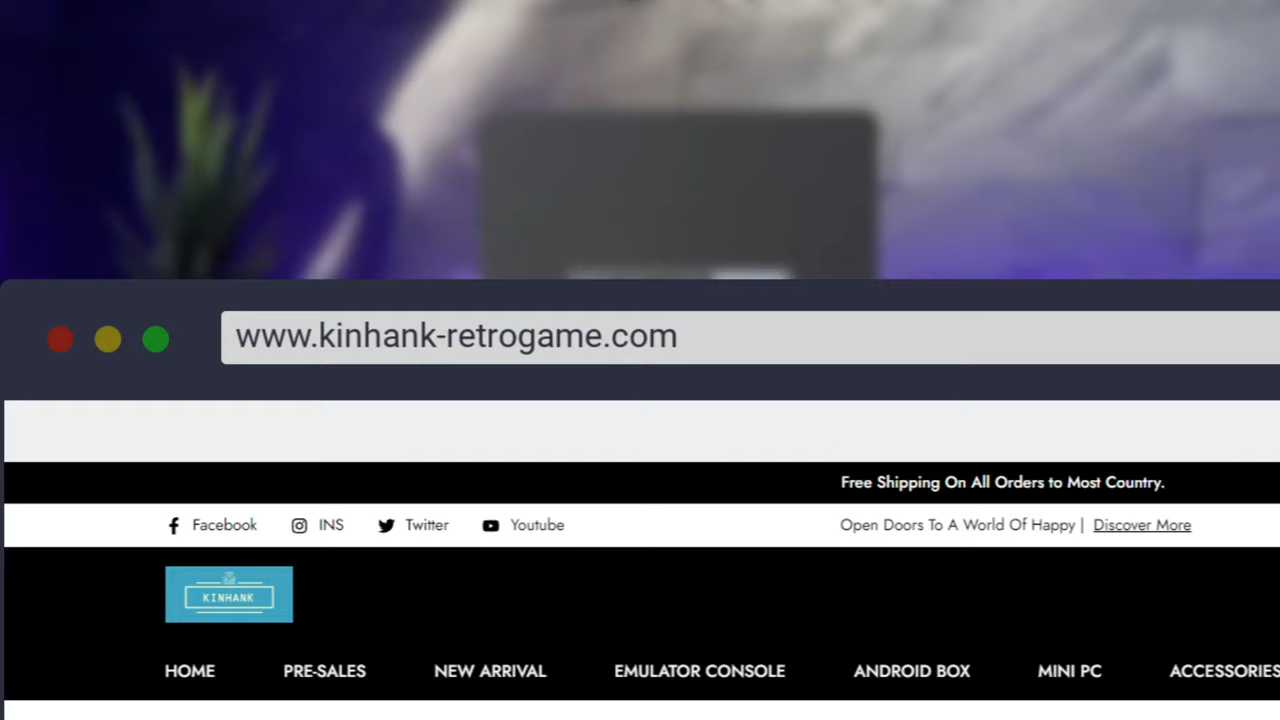 www.kinhank-retrogame.com
Free Shipping On All Orders to Most Country.
Facebook INS Twitter Youtube Open Doors To A World Of Happy | Discover More
KINHANK
HOME PRE-SALES NEW ARRIVAL EMULATOR CONSOLE ANDROID BOX MINI PC ACCESSORIES